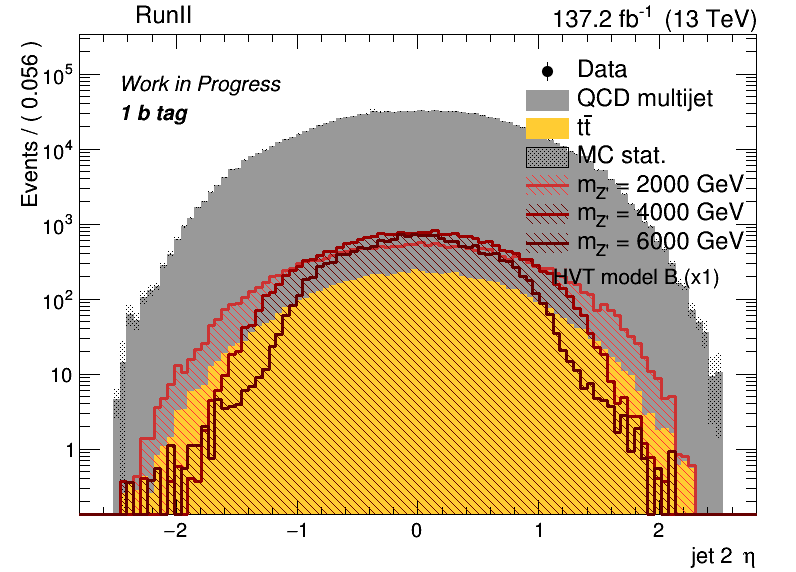 RunII
137.2 fb⁻¹ (13 TeV)
Events / ( 0.056 )
10⁵
10⁴
10³
10²
10
1
Work in Progress
1 b tag
Data
QCD multijet
tt̄
MC stat.
m_Z' = 2000 GeV
m_Z' = 4000 GeV
m_Z' = 6000 GeV
HVT model B (x1)
−2 −1 0 1 2
jet 2 η